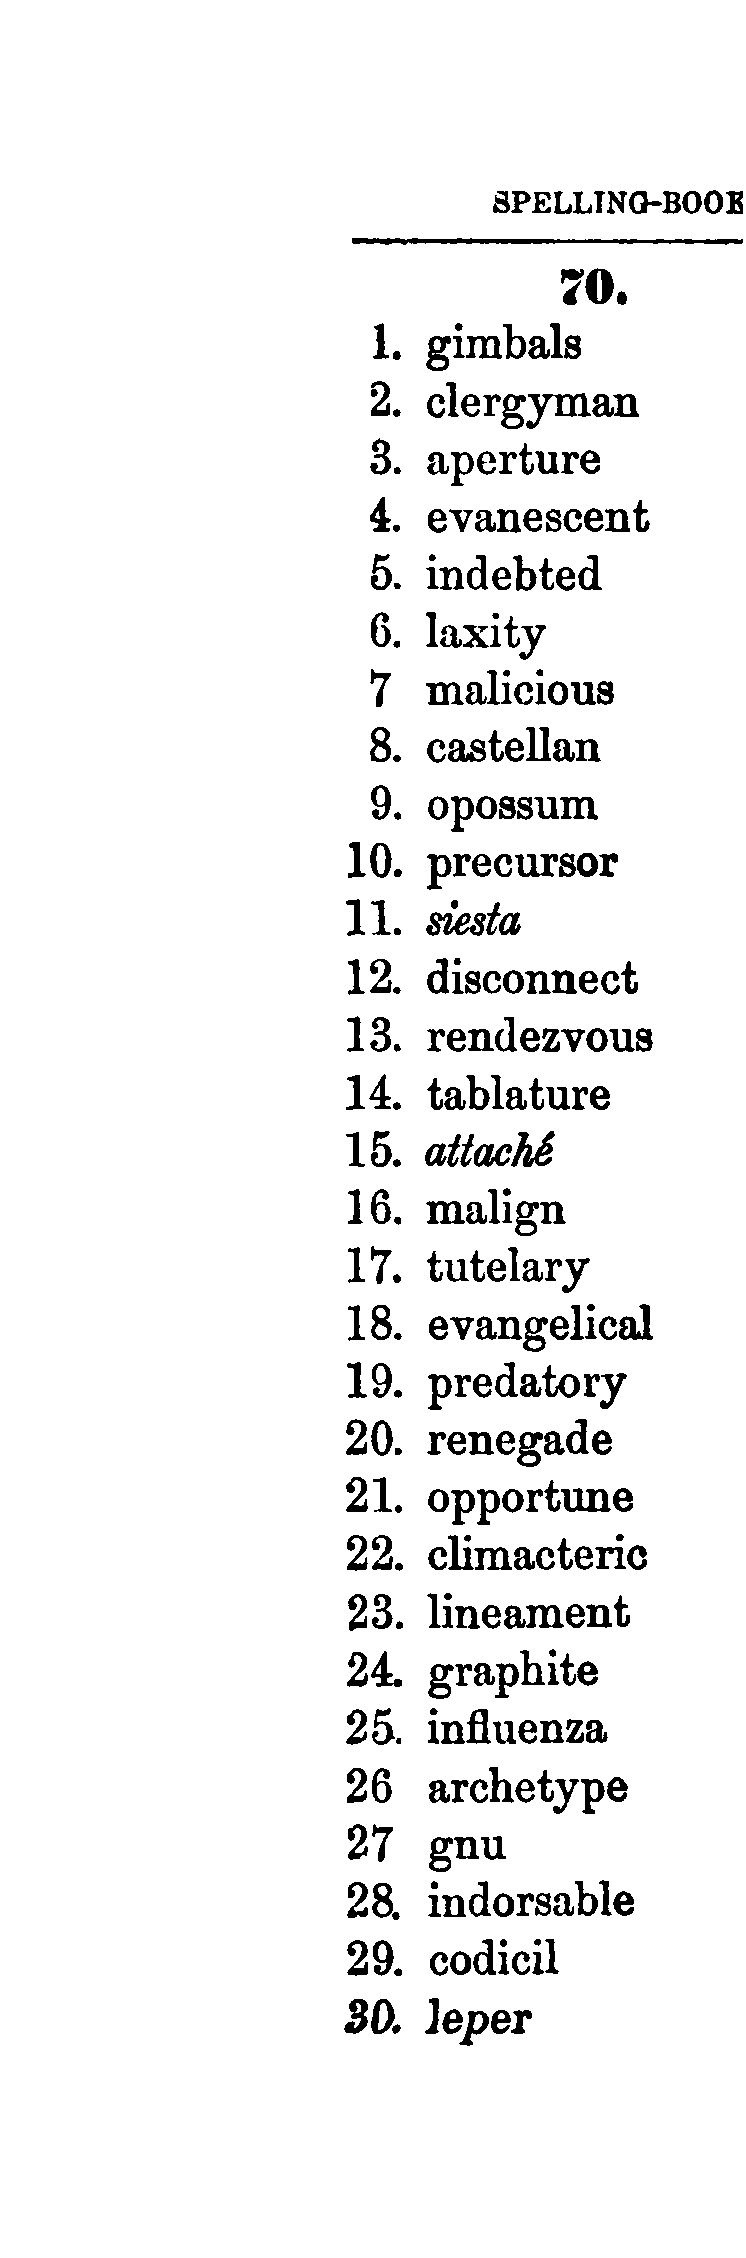 SPELLING-BOOK
70.
1. gimbals
2. clergyman
3. aperture
4. evanescent
5. indebted
6. laxity
7 malicious
8. castellan
9. opossum
10. precursor
11. siesta
12. disconnect
13. rendezvous
14. tablature
15. attaché
16. malign
17. tutelary
18. evangelical
19. predatory
20. renegade
21. opportune
22. climacteric
23. lineament
24. graphite
25. influenza
26 archetype
27 gnu
28. indorsable
29. codicil
30. leper